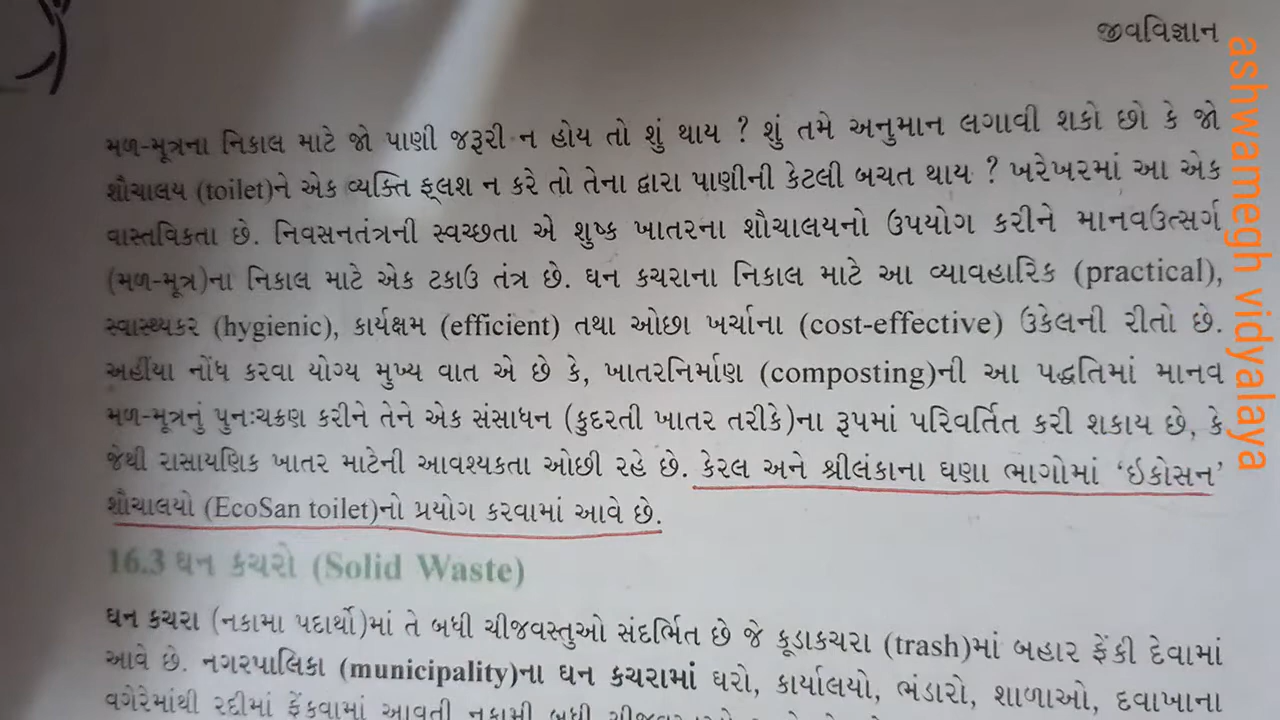 જીવવિજ્ઞાન
મળ-મૂત્રના નિકાલ માટે જો પાણી જરૂરી ન હોય તો શું થાય ? શું તમે અનુમાન લગાવી શકો છો કે જો
શૌચાલય (toilet)ને એક વ્યક્તિ ફ્લશ ન કરે તો તેના દ્વારા પાણીની કેટલી બચત થાય ? ખરેખરમાં આ એક
વાસ્તવિકતા છે. નિવસનતંત્રની સ્વચ્છતા એ શુષ્ક ખાતરના શૌચાલયનો ઉપયોગ કરીને માનવઉત્સર્ગ
(મળ-મૂત્ર)ના નિકાલ માટે એક ટકાઉ તંત્ર છે. ઘન કચરાના નિકાલ માટે આ વ્યાવહારિક (practical),
સ્વાસ્થ્યકર (hygienic), કાર્યક્ષમ (efficient) તથા ઓછા ખર્ચાના (cost-effective) ઉકેલની રીતો છે.
અહીંયા નોંધ કરવા યોગ્ય મુખ્ય વાત એ છે કે, ખાતરનિર્માણ (composting)ની આ પદ્ધતિમાં માનવ
મળ-મૂત્રનું પુનઃચક્રણ કરીને તેને એક સંસાધન (કુદરતી ખાતર તરીકે)ના રૂપમાં પરિવર્તિત કરી શકાય છે, કે
જેથી રાસાયણિક ખાતર માટેની આવશ્યકતા ઓછી રહે છે. કેરલ અને શ્રીલંકાના ઘણા ભાગોમાં ‘ઇકોસન’
શૌચાલયો (EcoSan toilet)નો પ્રયોગ કરવામાં આવે છે.
16.3 ઘન કચરો (Solid Waste)
ઘન કચરા (નકામા પદાર્થો)માં તે બધી ચીજવસ્તુઓ સંદર્ભિત છે જે કૂડાકચરા (trash)માં બહાર ફેંકી દેવામાં
આવે છે. નગરપાલિકા (municipality)ના ઘન કચરામાં ઘરો, કાર્યાલયો, ભંડારો, શાળાઓ, દવાખાના
વગેરેમાંથી રદ્દીમાં ફેંકવામાં આવતી નકામી બધી
ashwamegh vidyalaya